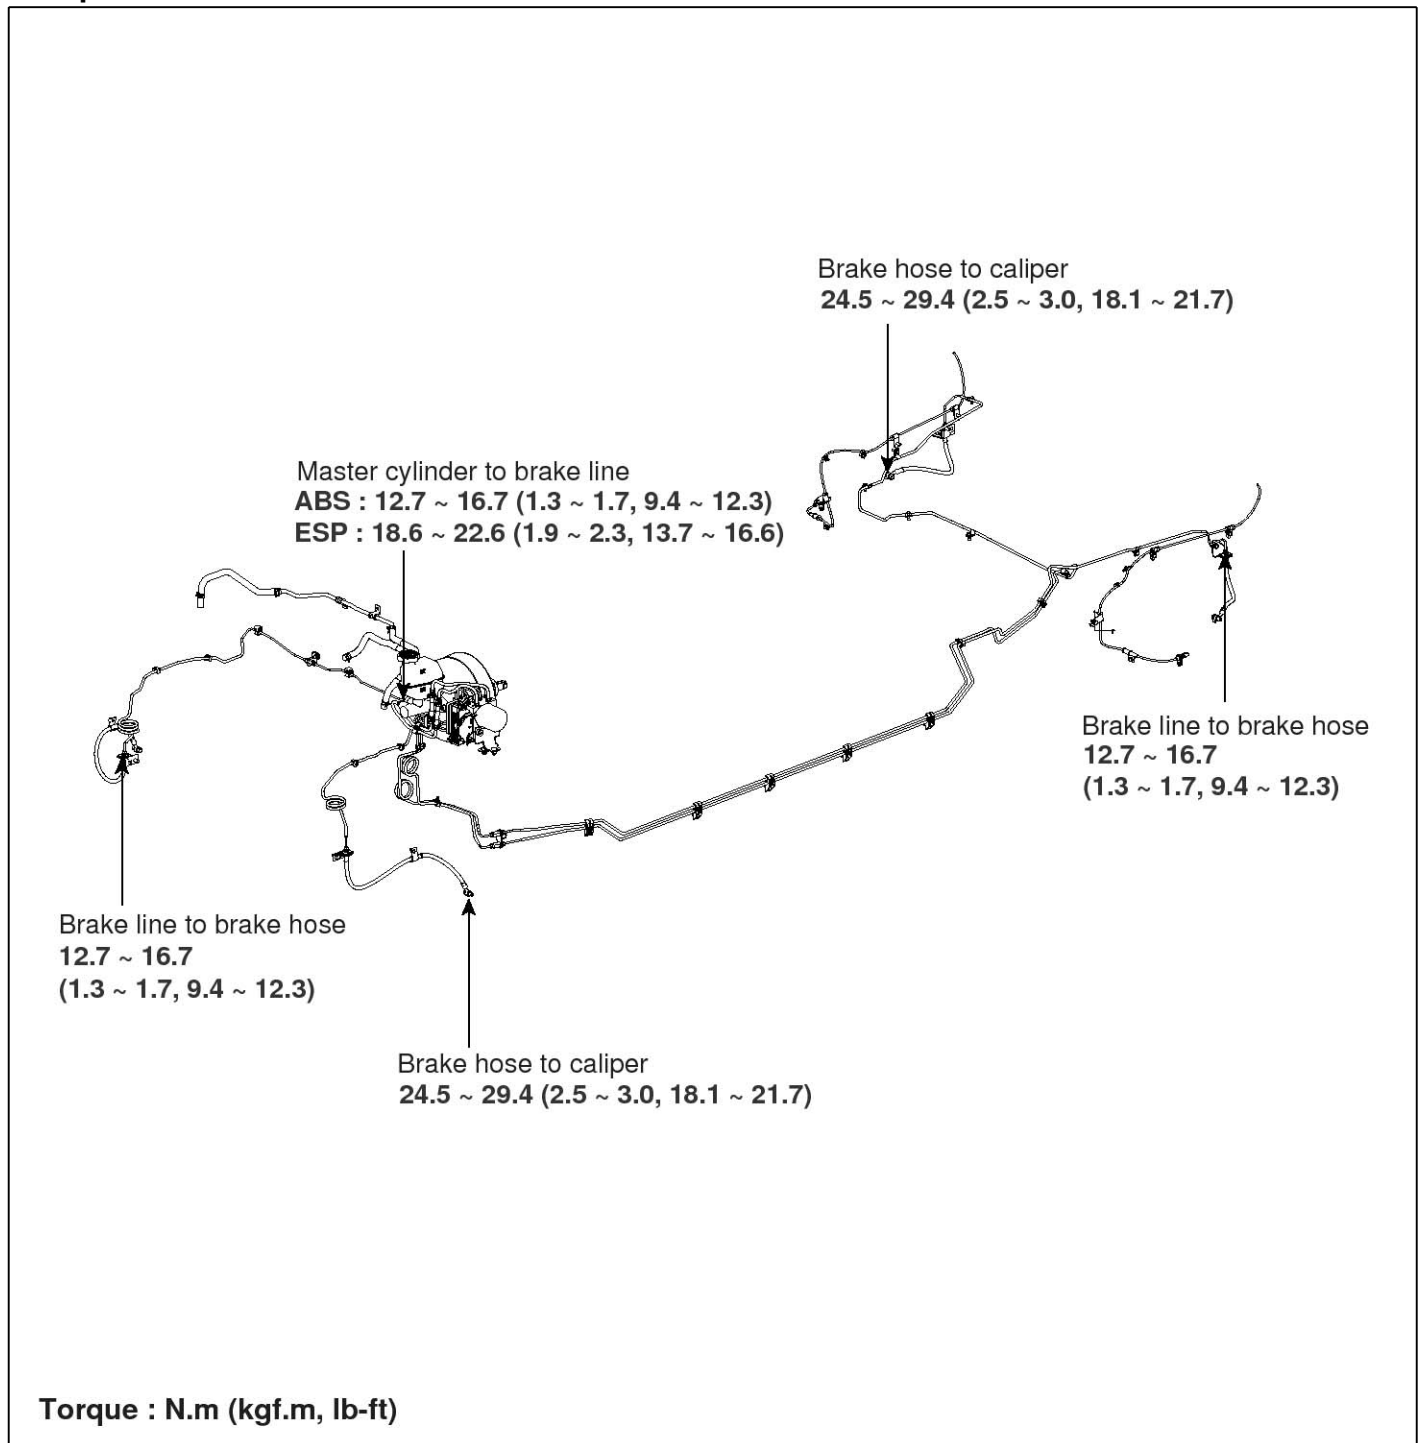 Brake hose to caliper
24.5 ~ 29.4 (2.5 ~ 3.0, 18.1 ~ 21.7)
Master cylinder to brake line
ABS : 12.7 ~ 16.7 (1.3 ~ 1.7, 9.4 ~ 12.3)
ESP : 18.6 ~ 22.6 (1.9 ~ 2.3, 13.7 ~ 16.6)
Brake line to brake hose
12.7 ~ 16.7
(1.3 ~ 1.7, 9.4 ~ 12.3)
Brake line to brake hose
12.7 ~ 16.7
(1.3 ~ 1.7, 9.4 ~ 12.3)
Brake hose to caliper
24.5 ~ 29.4 (2.5 ~ 3.0, 18.1 ~ 21.7)
Torque : N.m (kgf.m, lb-ft)